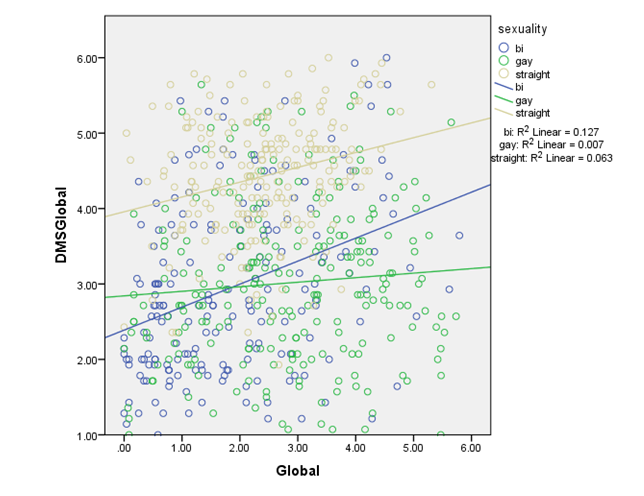 sexuality
bi
gay
straight
bi
gay
straight
bi: R2 Linear = 0.127
gay: R2 Linear = 0.007
straight: R2 Linear = 0.063
6.00
5.00
4.00
3.00
2.00
1.00
DMSGlobal
.00 1.00 2.00 3.00 4.00 5.00 6.00
Global